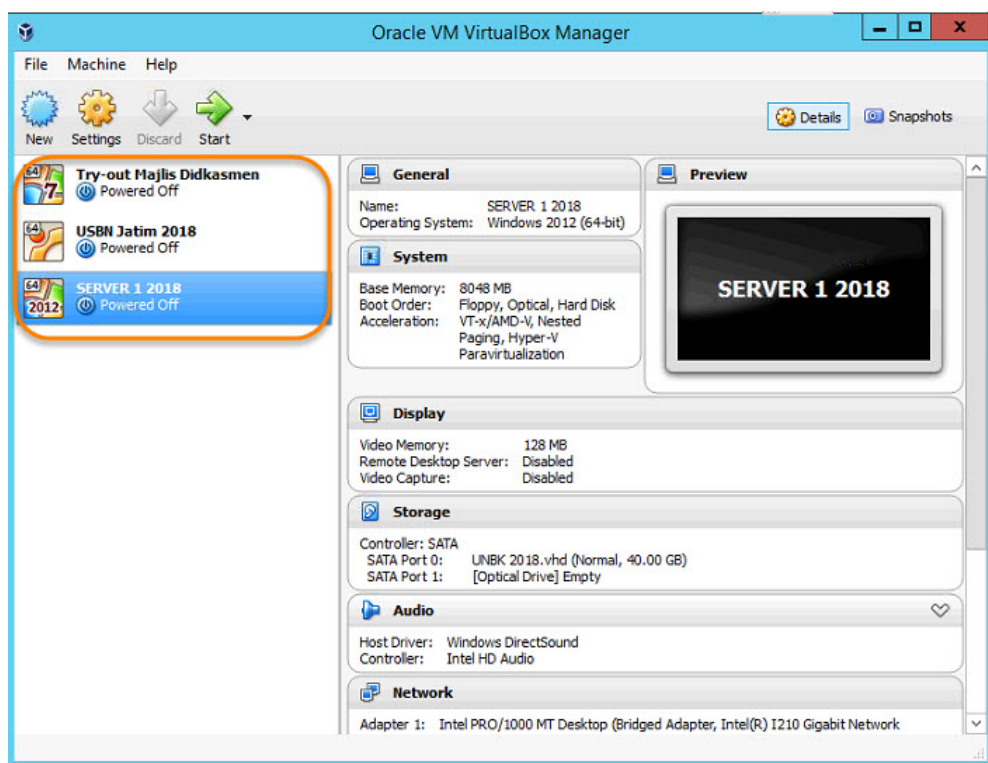 Oracle VM VirtualBox Manager
File Machine Help
New Settings Discard Start
Details Snapshots
64 7 Try-out Majlis Didkasmen
Powered Off
64 USBN Jatim 2018
Powered Off
64 2012 SERVER 1 2018
Powered Off
General
Name: SERVER 1 2018
Operating System: Windows 2012 (64-bit)
System
Base Memory: 8048 MB
Boot Order: Floppy, Optical, Hard Disk
Acceleration: VT-x/AMD-V, Nested
Paging, Hyper-V
Paravirtualization
Preview
SERVER 1 2018
Display
Video Memory: 128 MB
Remote Desktop Server: Disabled
Video Capture: Disabled
Storage
Controller: SATA
SATA Port 0: UNBK 2018.vhd (Normal, 40.00 GB)
SATA Port 1: [Optical Drive] Empty
Audio
Host Driver: Windows DirectSound
Controller: Intel HD Audio
Network
Adapter 1: Intel PRO/1000 MT Desktop (Bridged Adapter, Intel(R) I210 Gigabit Network